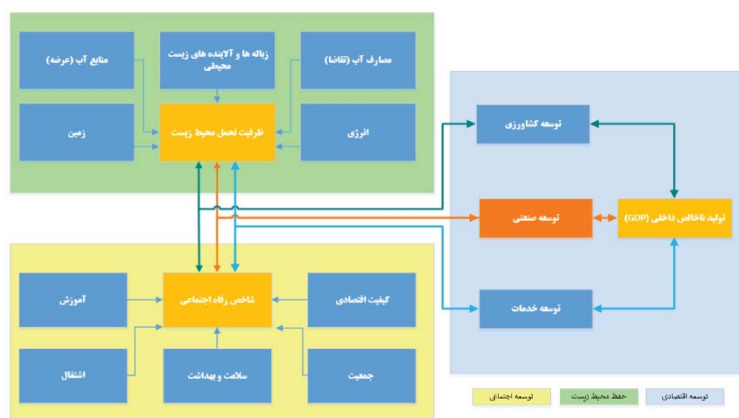 مصارف آب (تقاضا)
زباله ها و آلاینده های زیست
محیطی
منابع آب (عرضه)
انرژی
ظرفیت تحمل محیط زیست
زمین
توسعه کشاورزی
توسعه صنعتی
تولید ناخالص داخلی (GDP)
توسعه خدمات
کیفیت اقتصادی
شاخص رفاه اجتماعی
آموزش
جمعیت
سلامت و بهداشت
اشتغال
توسعه اقتصادی
حفظ محیط زیست
توسعه اجتماعی